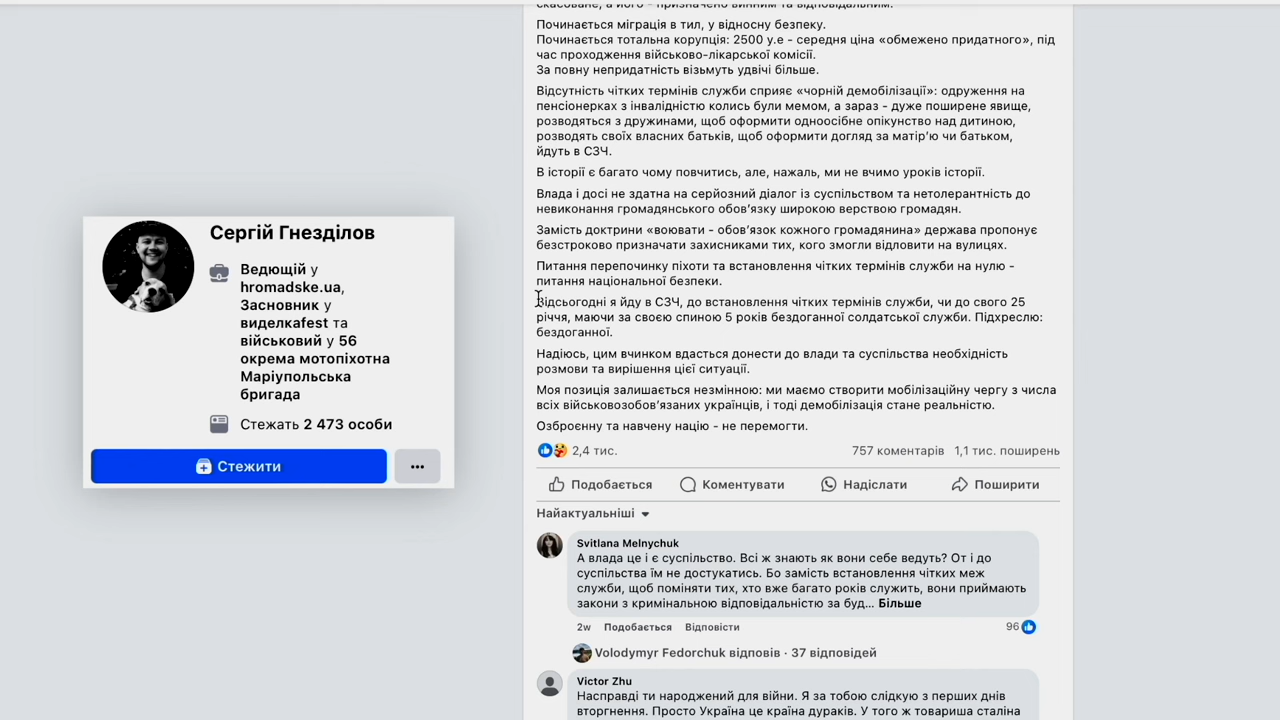 скасоване, а його - призначено винним та відповідальним.
Починається міграція в тил, у відносну безпеку.
Починається тотальна корупція: 2500 у.е - середня ціна «обмежено придатного», під
час проходження військово-лікарської комісії.
За повну непридатність візьмуть удвічі більше.
Відсутність чітких термінів служби сприяє «чорній демобілізації»: одруження на
пенсіонерках з інвалідністю колись були мемом, а зараз - дуже поширене явище,
розводяться з дружинами, щоб оформити одноосібне опікунство над дитиною,
розводять своїх власних батьків, щоб оформити догляд за матір’ю чи батьком,
йдуть в СЗЧ.
В історії є багато чому повчитись, але, нажаль, ми не вчимо уроків історії.
Влада і досі не здатна на серйозний діалог із суспільством та нетолерантність до
невиконання громадянського обов’язку широкою верствою громадян.
Замість доктрини «воювати - обов’язок кожного громадянина» держава пропонує
безстроково призначати захисниками тих, кого змогли відловити на вулицях.
Питання перепочинку піхоти та встановлення чітких термінів служби на нулю -
питання національної безпеки.
Відсьогодні я йду в СЗЧ, до встановлення чітких термінів служби, чи до свого 25
річчя, маючи за своєю спиною 5 років бездоганної солдатської служби. Підхреслю:
бездоганної.
Надіюсь, цим вчинком вдасться донести до влади та суспільства необхідність
розмови та вирішення цієї ситуації.
Моя позиція залишається незмінною: ми маємо створити мобілізаційну чергу з числа
всіх військовозобов’язаних українців, і тоді демобілізація стане реальністю.
Озброєнну та навчену націю - не перемогти.
2,4 тис.
757 коментарів 1,1 тис. поширень
Подобається Коментувати Надіслати Поширити
Найактуальніші
Svitlana Melnychuk
А влада це і є суспільство. Всі ж знають як вони себе ведуть? От і до
суспільства їм не достукатись. Бо замість встановлення чітких меж
служби, щоб поміняти тих, хто вже багато років служить, вони приймають
закони з кримінальною відповідальністю за буд... Більше
2w Подобається Відповісти 96
Volodymyr Fedorchuk відповів · 37 відповідей
Victor Zhu
Насправді ти народжений для війни. Я за тобою слідкую з перших днів
вторгнення. Просто Україна це країна дураків. У того ж товариша сталіна
Сергій Гнезділов
Ведющій у
hromadske.ua,
Засновник у
виделкаfest та
військовий у 56
окрема мотопіхотна
Маріупольська
бригада
Стежать 2 473 особи
Стежити